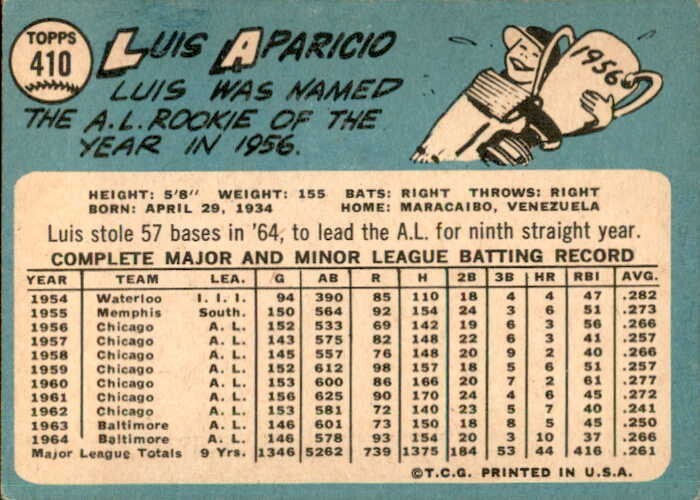 TOPPS
410
LUIS APARICIO
LUIS WAS NAMED
THE A.L. ROOKIE OF THE
YEAR IN 1956.
1956
HEIGHT: 5'8" WEIGHT: 155 BATS: RIGHT THROWS: RIGHT
BORN: APRIL 29, 1934 HOME: MARACAIBO, VENEZUELA
Luis stole 57 bases in '64, to lead the A.L. for ninth straight year.
COMPLETE MAJOR AND MINOR LEAGUE BATTING RECORD
YEAR TEAM LEA. G AB R H 2B 3B HR RBI AVG.
1954 Waterloo I. I. I. 94 390 85 110 18 4 4 47 .282
1955 Memphis South. 150 564 92 154 24 3 6 51 .273
1956 Chicago A. L. 152 533 69 142 19 6 3 56 .266
1957 Chicago A. L. 143 575 82 148 22 6 3 41 .257
1958 Chicago A. L. 145 557 76 148 20 9 2 40 .266
1959 Chicago A. L. 152 612 98 157 18 5 6 51 .257
1960 Chicago A. L. 153 600 86 166 20 7 2 61 .277
1961 Chicago A. L. 156 625 90 170 24 4 6 45 .272
1962 Chicago A. L. 153 581 72 140 23 5 7 40 .241
1963 Baltimore A. L. 146 601 73 150 18 8 5 45 .250
1964 Baltimore A. L. 146 578 93 154 20 3 10 37 .266
Major League Totals 9 Yrs. 1346 5262 739 1375 184 53 44 416 .261
©T.C.G. PRINTED IN U.S.A.